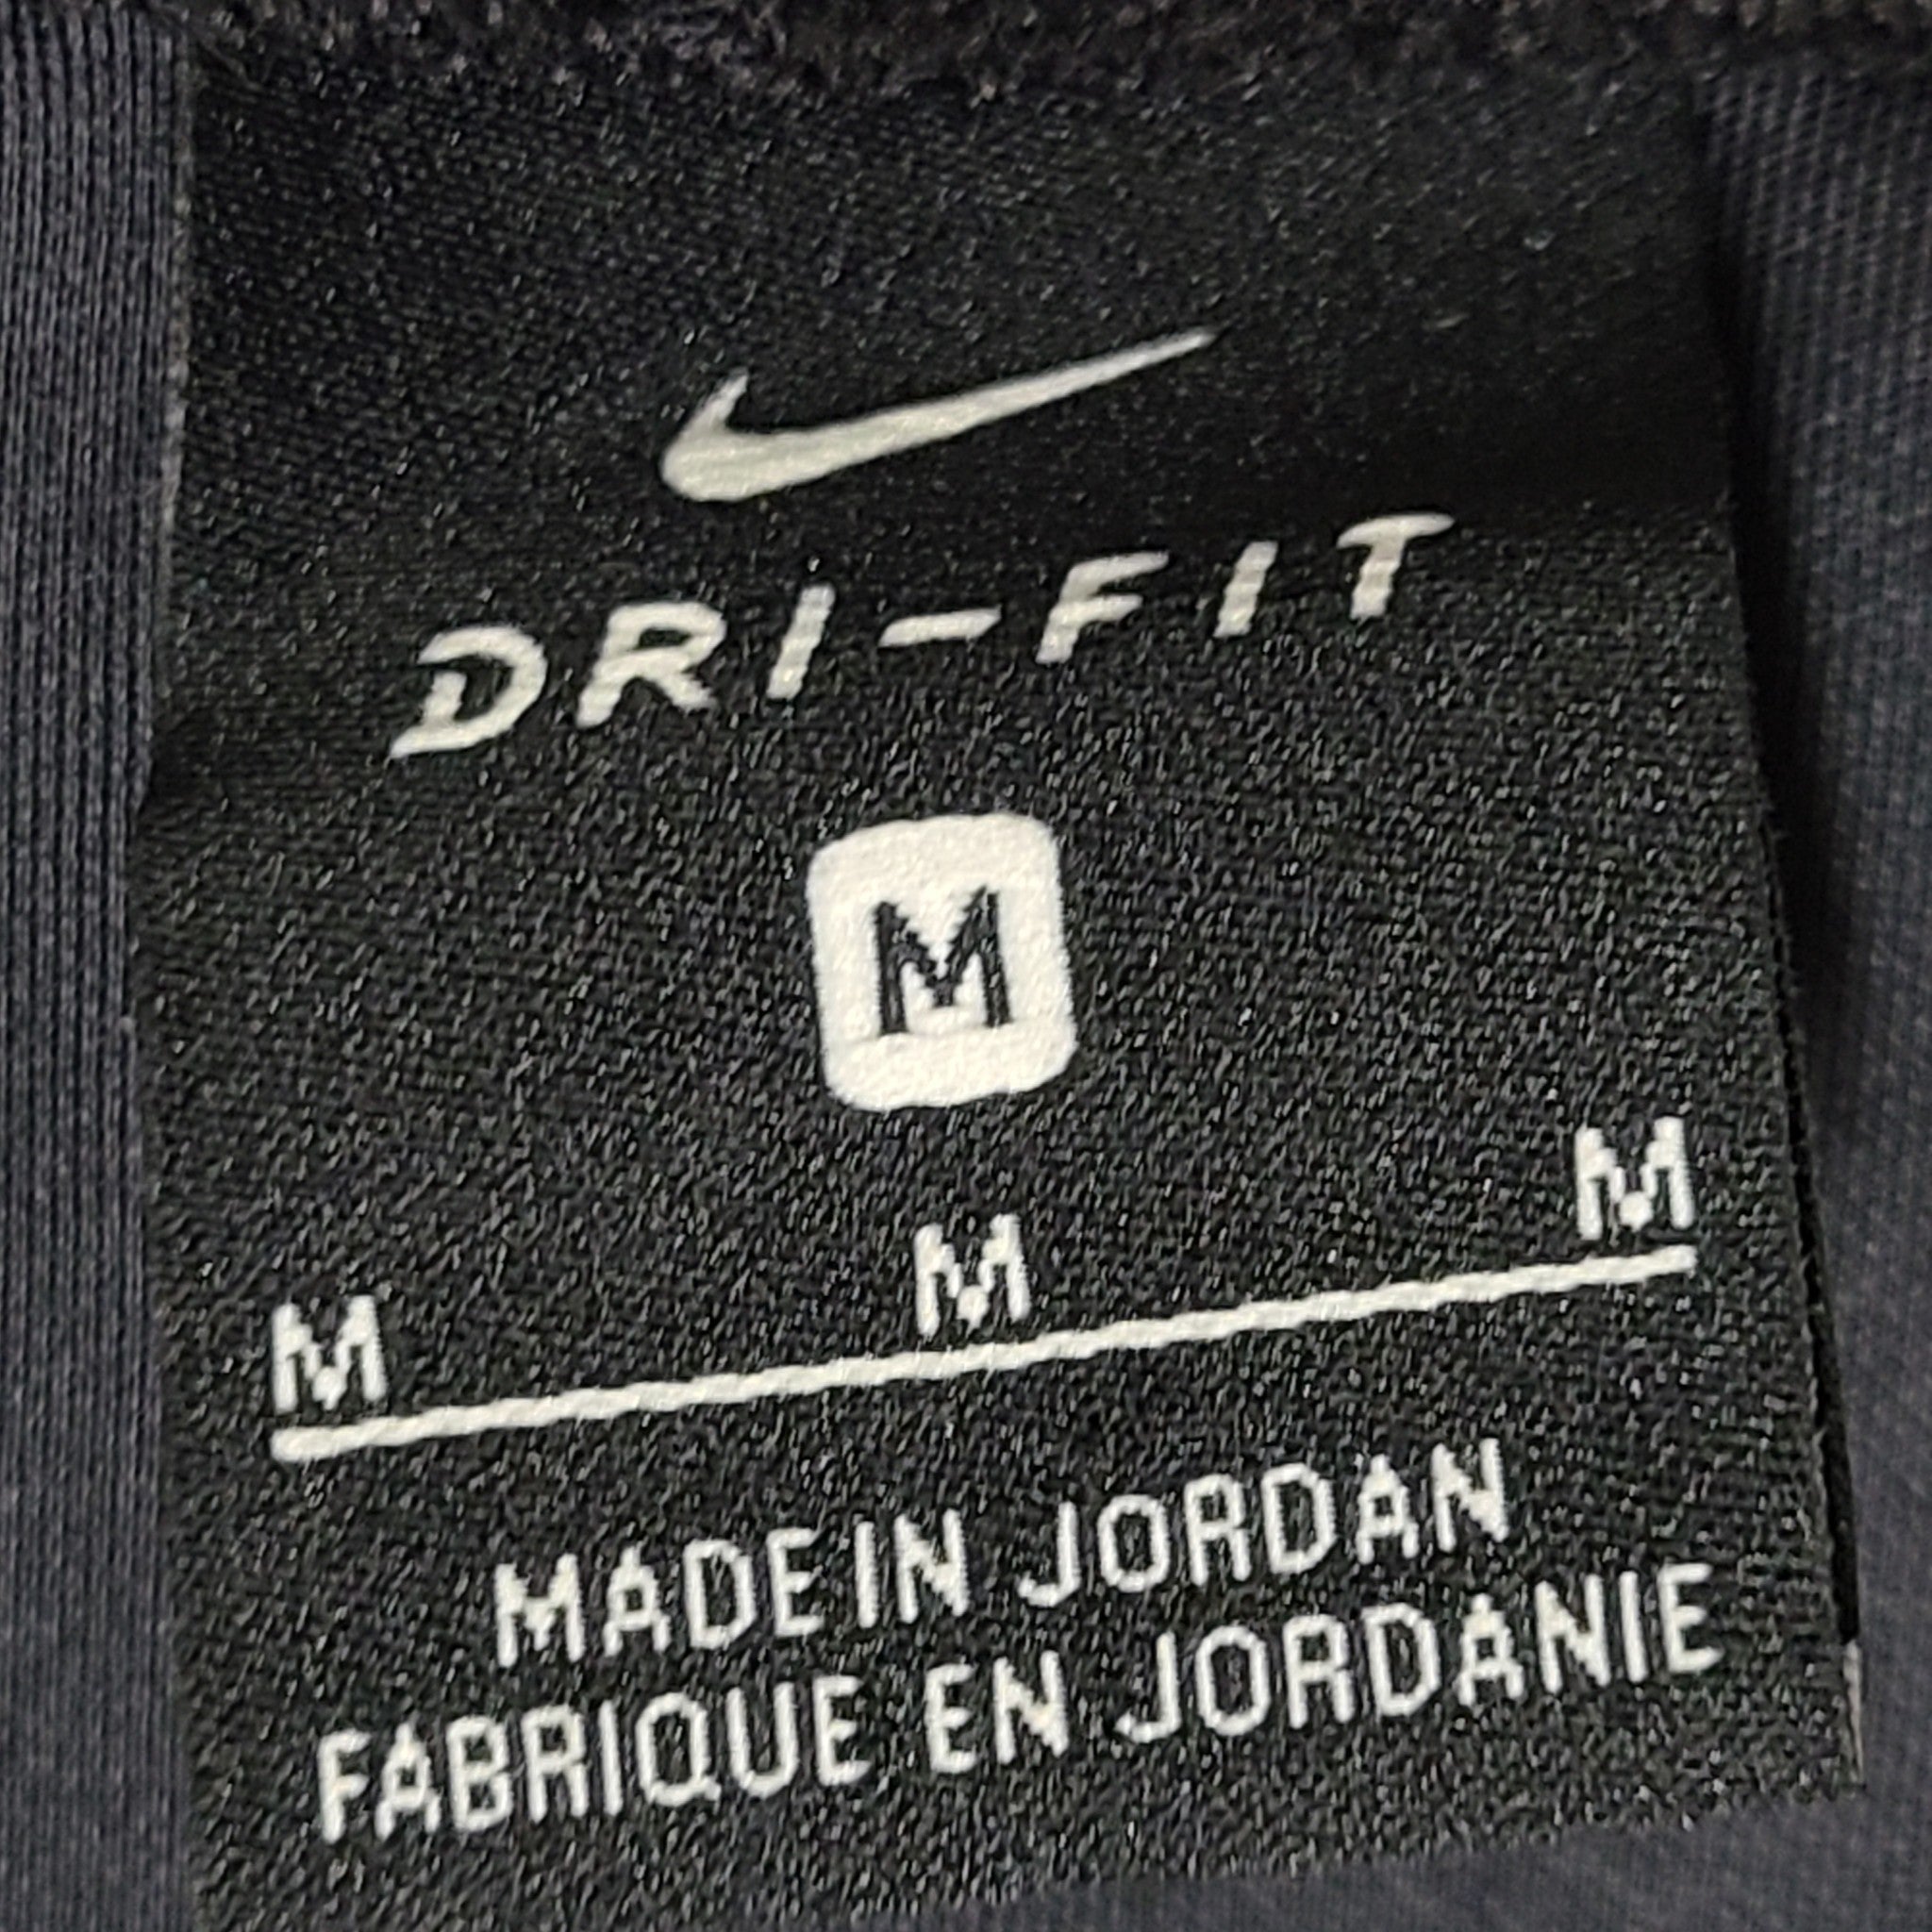 DRI-FIT
M
M M M
MADE IN JORDAN
FABRIQUE EN JORDANIE